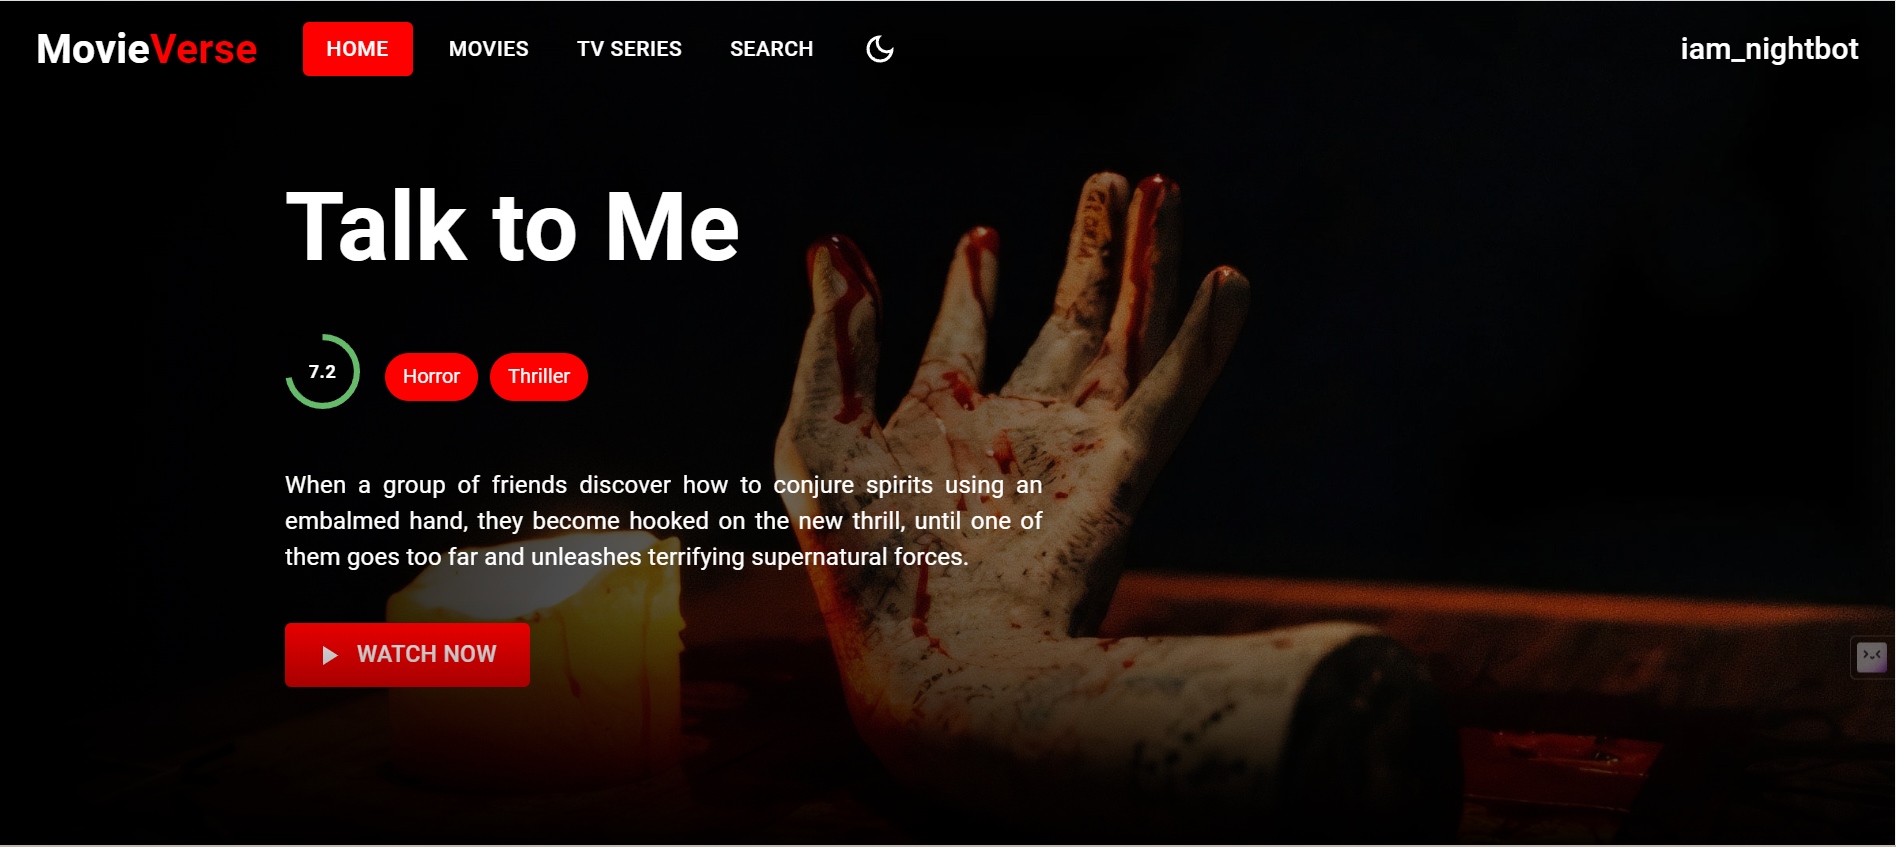 MovieVerse HOME MOVIES TV SERIES SEARCH iam_nightbot
Talk to Me
7.2 Horror Thriller
When a group of friends discover how to conjure spirits using an
embalmed hand, they become hooked on the new thrill, until one of
them goes too far and unleashes terrifying supernatural forces.
WATCH NOW